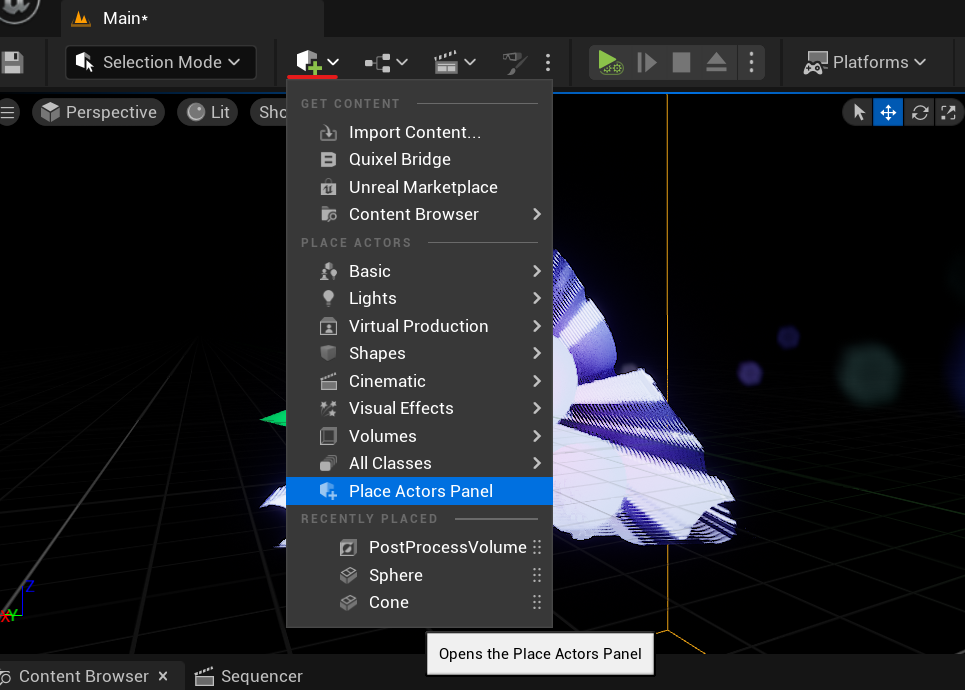 Main*
Selection Mode
Platforms
Perspective
Lit
Sho
GET CONTENT
Import Content...
Quixel Bridge
Unreal Marketplace
Content Browser
PLACE ACTORS
Basic
Lights
Virtual Production
Shapes
Cinematic
Visual Effects
Volumes
All Classes
Place Actors Panel
RECENTLY PLACED
PostProcessVolume
Sphere
Cone
Z
X Y
Opens the Place Actors Panel
Content Browser
Sequencer